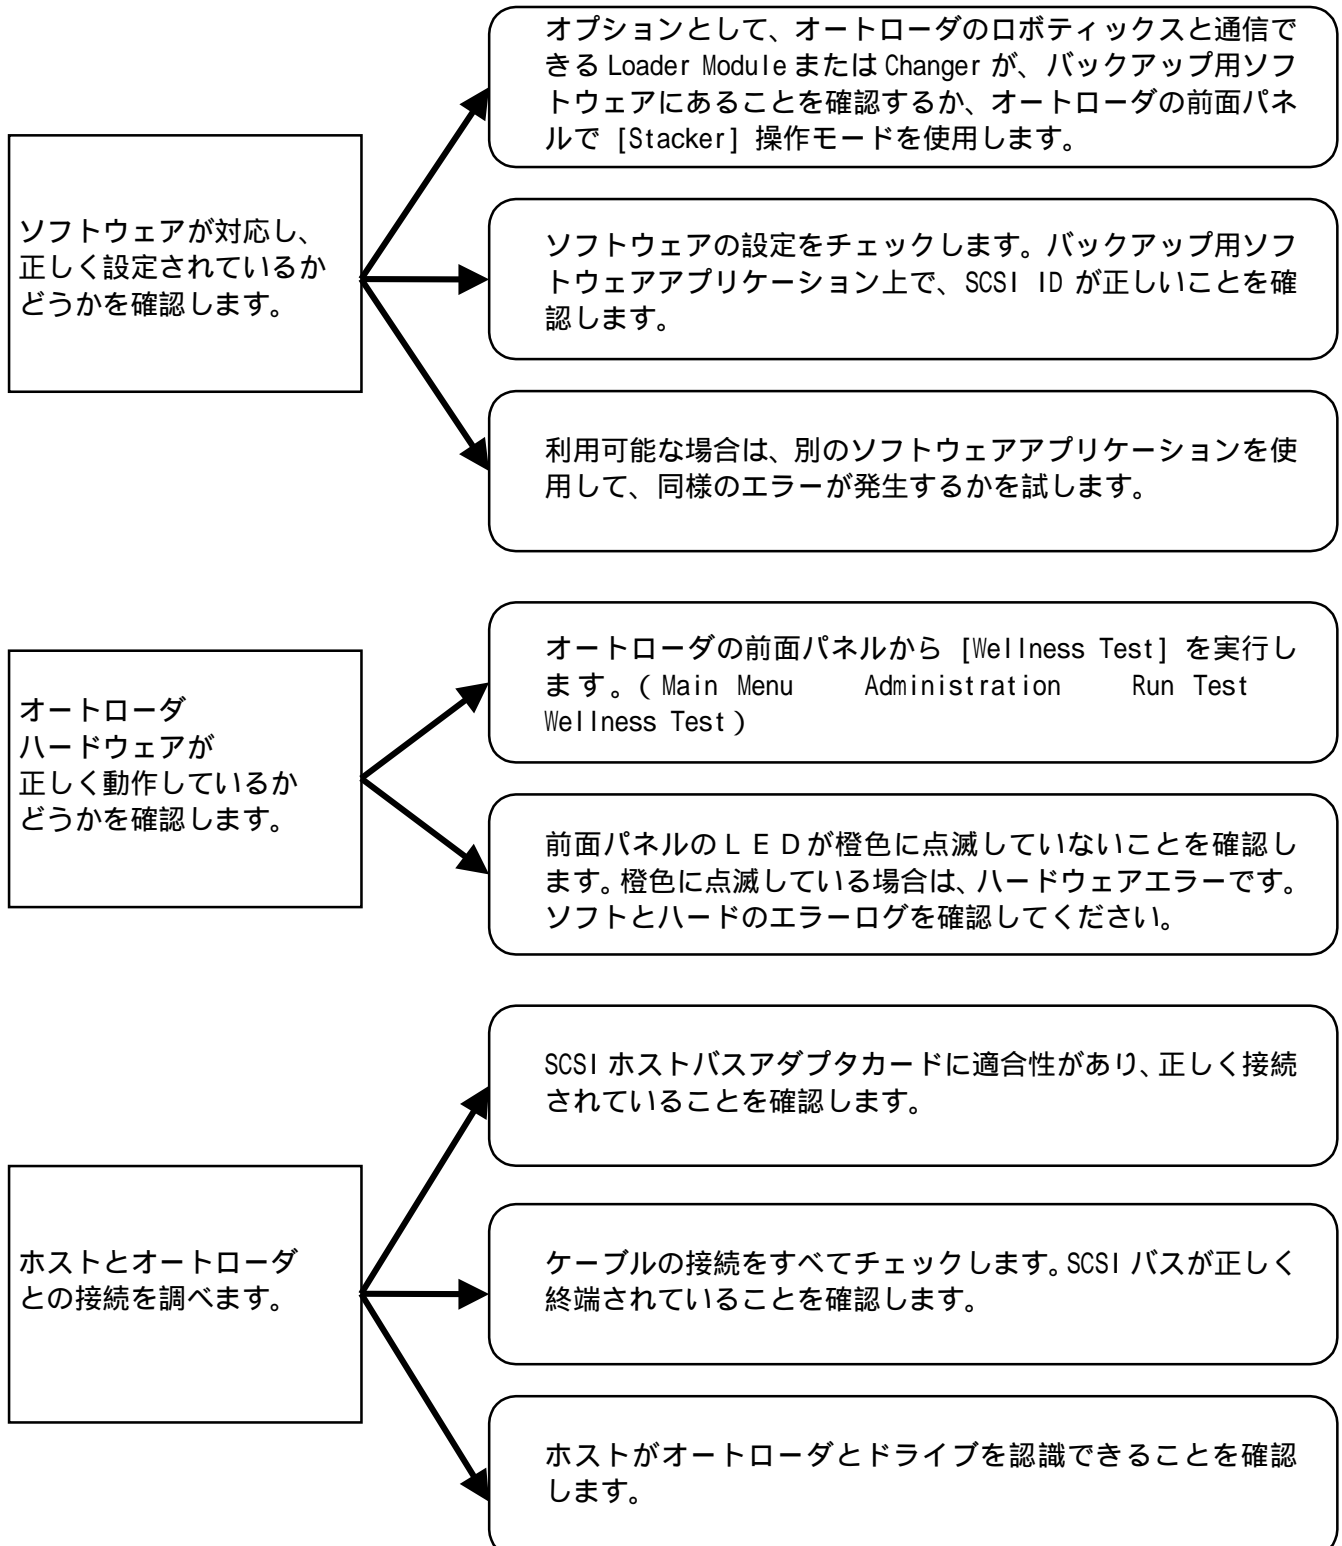 ソフトウェアが対応し、
正しく設定されているか
どうかを確認します。
オプションとして、オートローダのロボティックスと通信で
きる Loader Module または Changer が、バックアップ用ソフ
トウェアにあることを確認するか、オートローダの前面パネ
ルで [Stacker] 操作モードを使用します。
ソフトウェアの設定をチェックします。バックアップ用ソフ
トウェアアプリケーション上で、SCSI ID が正しいことを確
認します。
利用可能な場合は、別のソフトウェアアプリケーションを使
用して、同様のエラーが発生するかを試します。
オートローダ
ハードウェアが
正しく動作しているか
どうかを確認します。
オートローダの前面パネルから [Wellness Test] を実行し
ます。( Main Menu Administration Run Test
Wellness Test )
前面パネルのＬＥＤが橙色に点滅していないことを確認し
ます。橙色に点滅している場合は、ハードウェアエラーです。
ソフトとハードのエラーログを確認してください。
ホストとオートローダ
との接続を調べます。
SCSI ホストバスアダプタカードに適合性があり、正しく接続
されていることを確認します。
ケーブルの接続をすべてチェックします。SCSI バスが正しく
終端されていることを確認します。
ホストがオートローダとドライブを認識できることを確認
します。